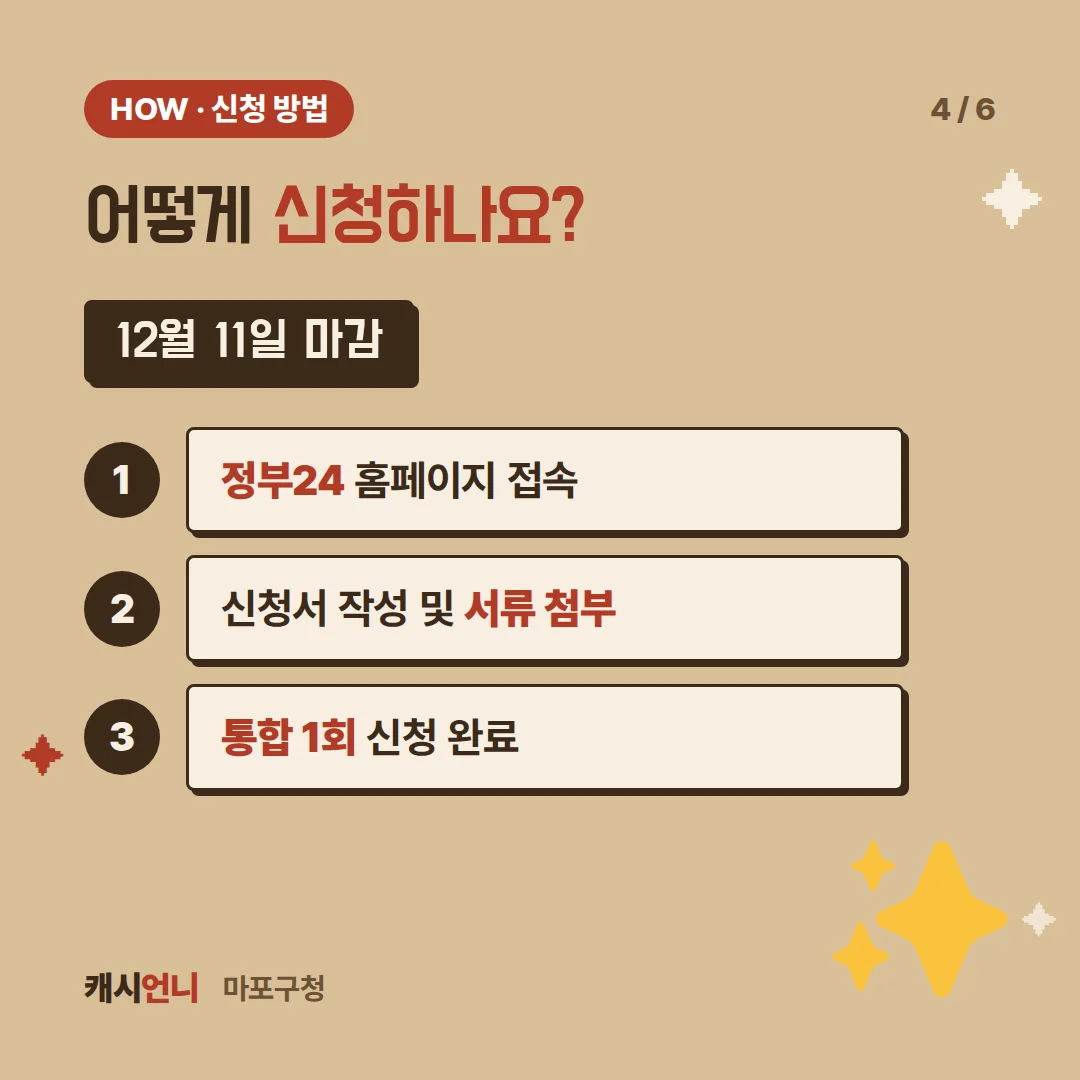 HOW · 신청 방법
4 / 6
어떻게 신청하나요?
12월 11일 마감
1 정부24 홈페이지 접속
2 신청서 작성 및 서류 첨부
3 통합 1회 신청 완료
캐시언니 마포구청